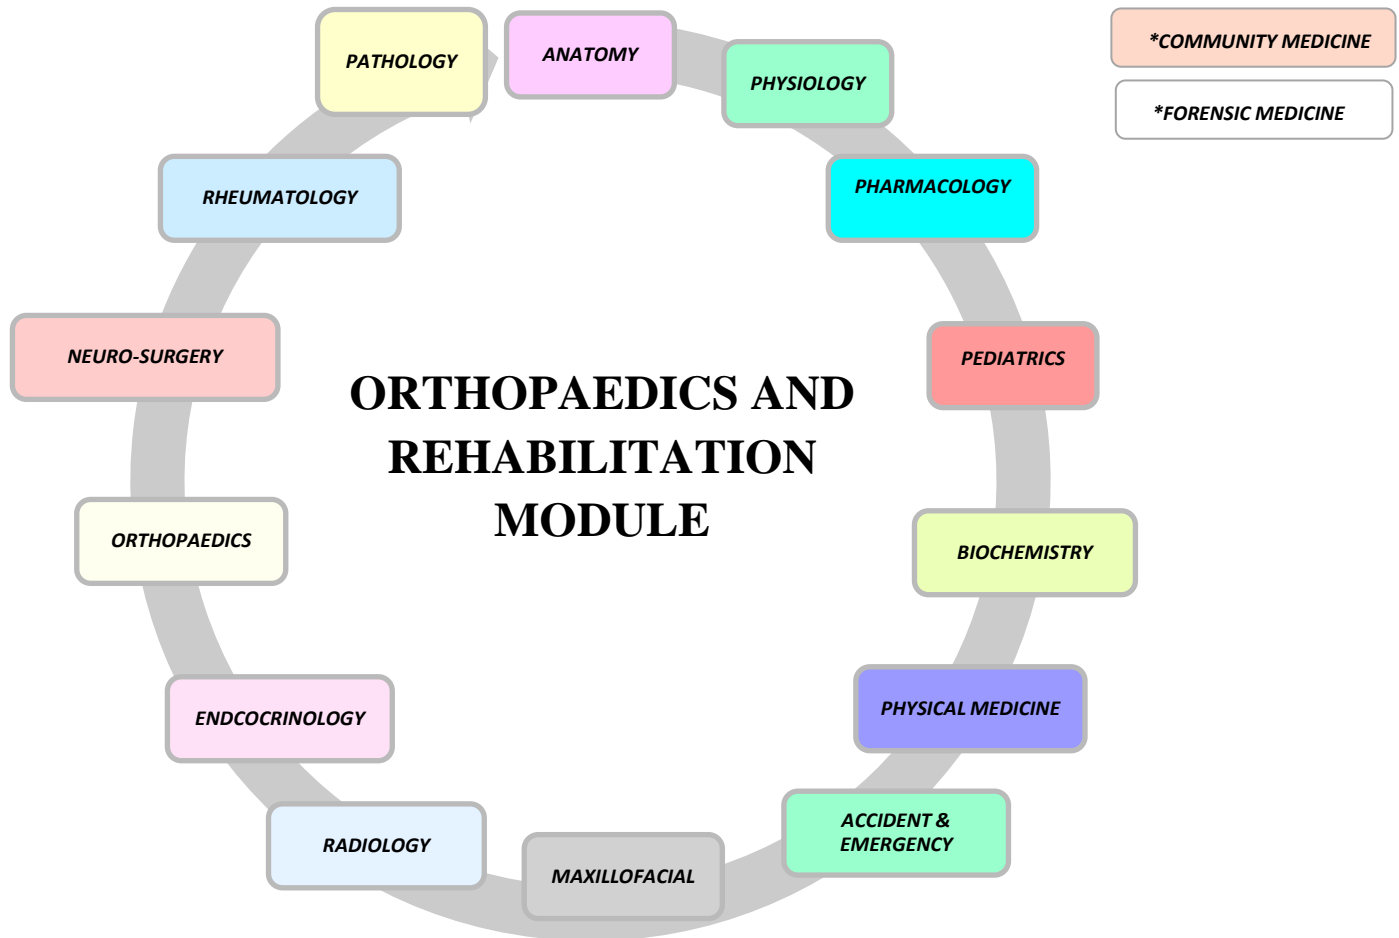 PATHOLOGY
ANATOMY
PHYSIOLOGY
*COMMUNITY MEDICINE
*FORENSIC MEDICINE
RHEUMATOLOGY
PHARMACOLOGY
NEURO-SURGERY
PEDIATRICS
ORTHOPAEDICS AND
REHABILITATION
MODULE
ORTHOPAEDICS
BIOCHEMISTRY
ENDCOCRINOLOGY
PHYSICAL MEDICINE
RADIOLOGY
MAXILLOFACIAL
ACCIDENT &
EMERGENCY